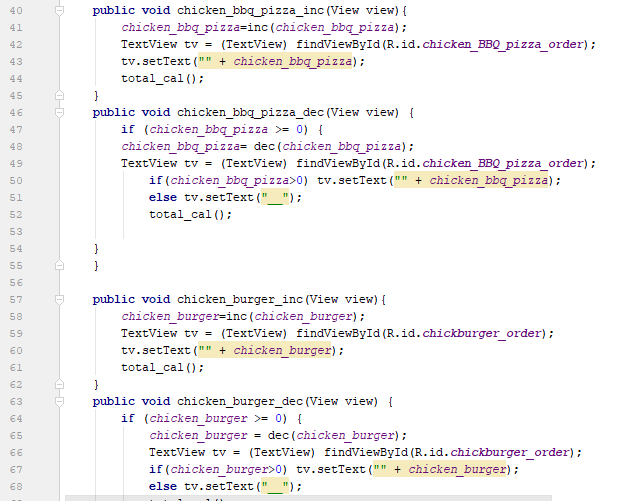 40 public void chicken_bbq_pizza_inc(View view){
41 chicken_bbq_pizza=inc(chicken_bbq_pizza);
42 TextView tv = (TextView) findViewById(R.id.chicken_BBQ_pizza_order);
43 tv.setText("" + chicken_bbq_pizza);
44 total_cal();
45 }
46 public void chicken_bbq_pizza_dec(View view) {
47 if (chicken_bbq_pizza >= 0) {
48 chicken_bbq_pizza= dec(chicken_bbq_pizza);
49 TextView tv = (TextView) findViewById(R.id.chicken_BBQ_pizza_order);
50 if(chicken_bbq_pizza>0) tv.setText("" + chicken_bbq_pizza);
51 else tv.setText("__");
52 total_cal();
53
54 }
55 }
56
57 public void chicken_burger_inc(View view){
58 chicken_burger=inc(chicken_burger);
59 TextView tv = (TextView) findViewById(R.id.chickburger_order);
60 tv.setText("" + chicken_burger);
61 total_cal();
62 }
63 public void chicken_burger_dec(View view) {
64 if (chicken_burger >= 0) {
65 chicken_burger = dec(chicken_burger);
66 TextView tv = (TextView) findViewById(R.id.chickburger_order);
67 if(chicken_burger>0) tv.setText("" + chicken_burger);
68 else tv.setText("__");